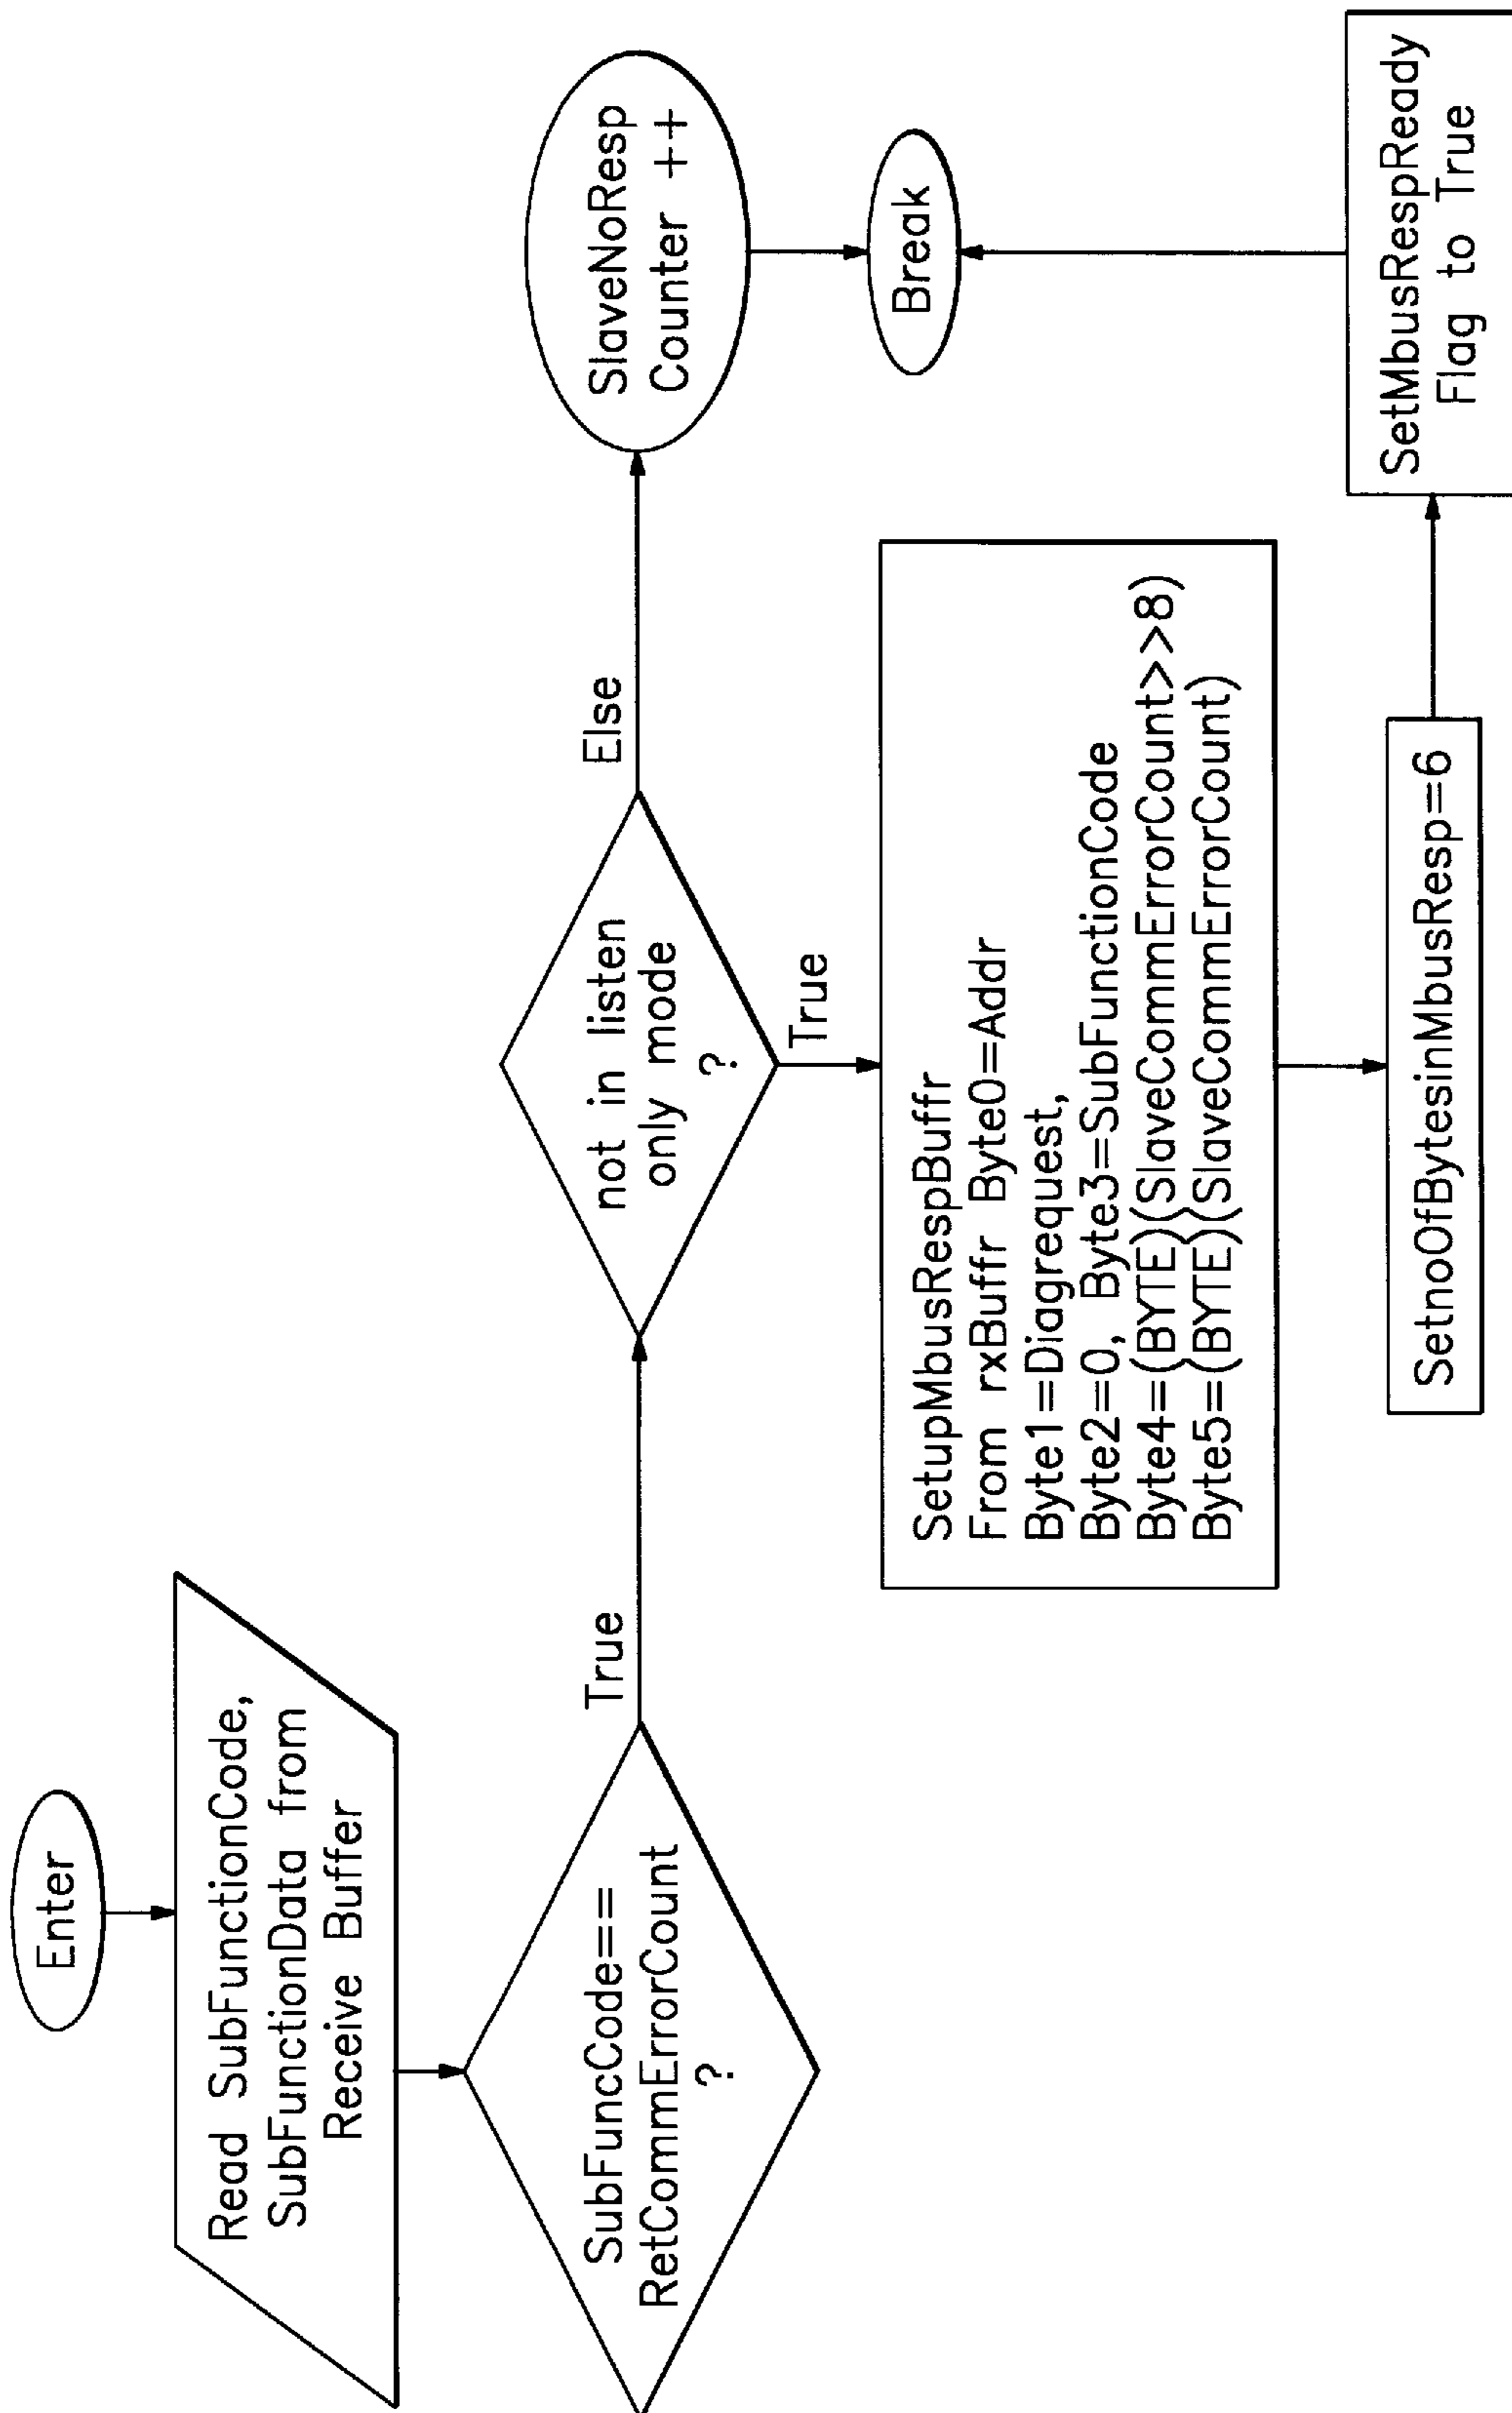 Enter
Read SubFunctionCode,
SubFunctionData from
Receive Buffer
SubFuncCode==
RetCommErrorCount
?
True
not in listen
only mode
?
Else
SlaveNoResp
Counter ++
Break
True
SetupMbusRespBuffr
From rxBuffr Byte0=Addr
Byte1=Diagrequest,
Byte2=0, Byte3=SubFunctionCode
Byte4=(BYTE)(SlaveCommErrorCount>>8)
Byte5=(BYTE)(SlaveCommErrorCount)
SetnoOfBytesinMbusResp=6
SetMbusRespReady
Flag to True